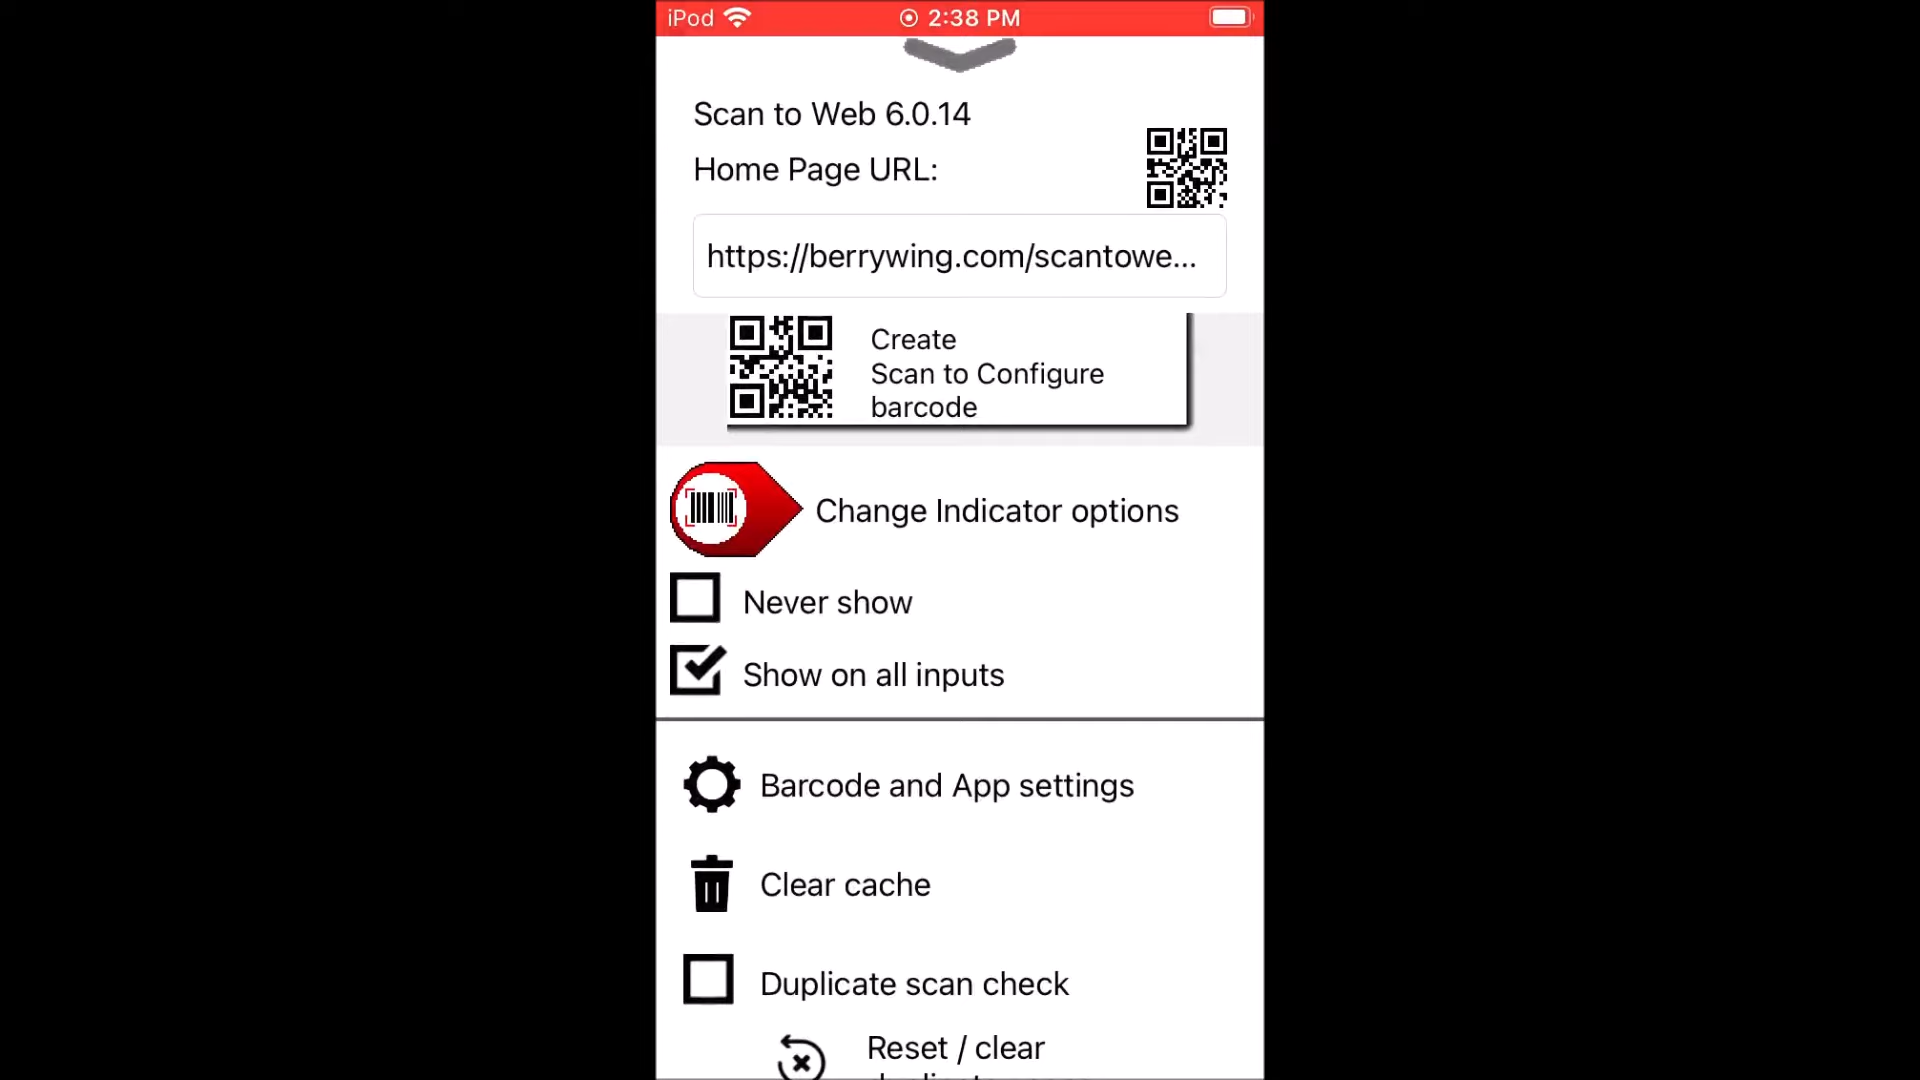 iPod 2:38 PM
Scan to Web 6.0.14
Home Page URL:
https://berrywing.com/scantowe...
Create
Scan to Configure
barcode
Change Indicator options
Never show
Show on all inputs
Barcode and App settings
Clear cache
Duplicate scan check
Reset / clear